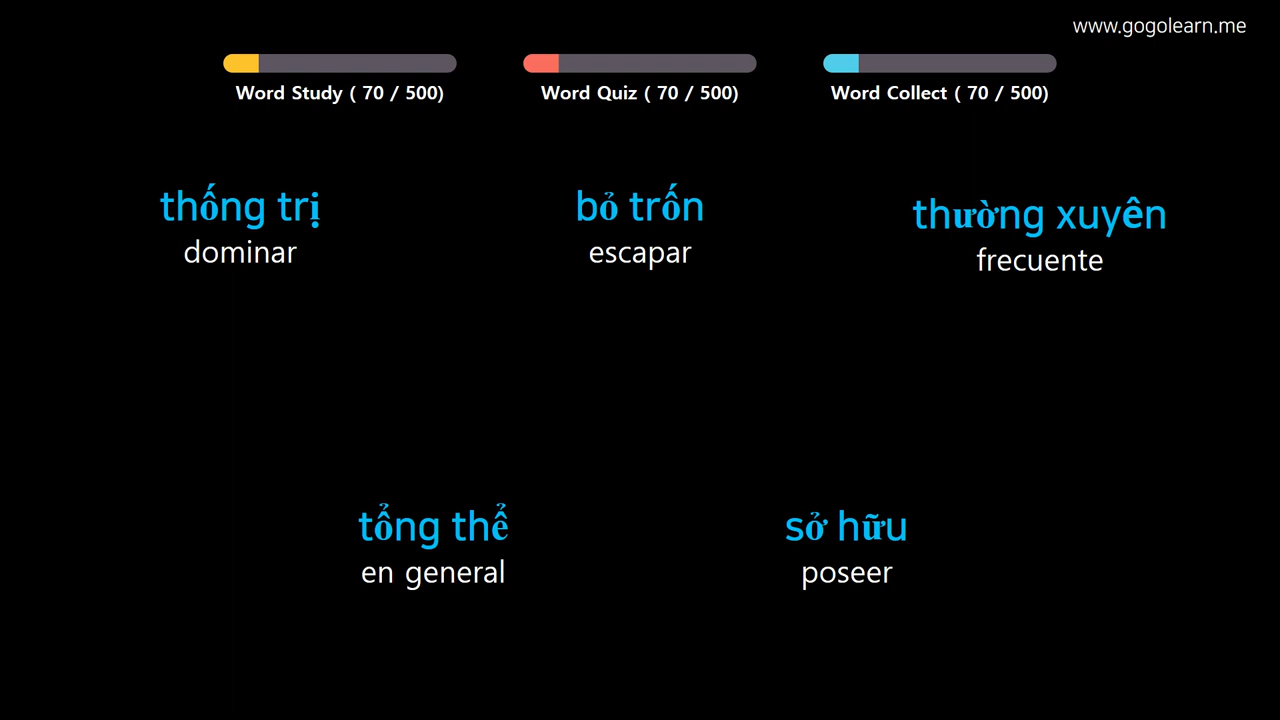 www.gogolearn.me
Word Study ( 70 / 500)
Word Quiz ( 70 / 500)
Word Collect ( 70 / 500)
thống trị
dominar
bỏ trốn
escapar
thường xuyên
frecuente
tổng thể
en general
sở hữu
poseer